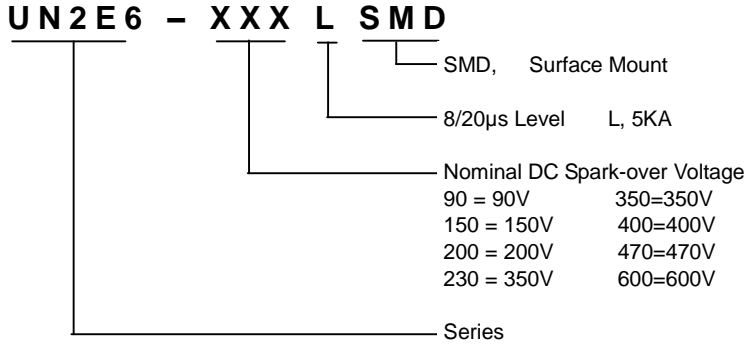 UN2E6 – XXX L SMD
SMD, Surface Mount
8/20µs Level L, 5KA
Nominal DC Spark-over Voltage
90 = 90V 350=350V
150 = 150V 400=400V
200 = 200V 470=470V
230 = 350V 600=600V
Series